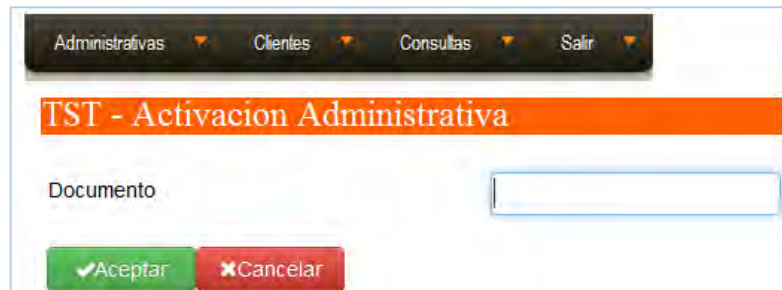 Administrativas Clientes Consultas Salir
TST - Activacion Administrativa
Documento
Aceptar Cancelar